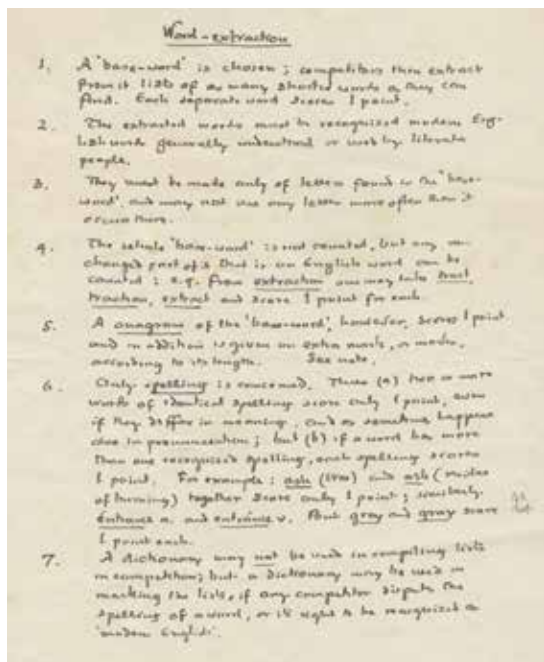 Word-extraction
1. A 'base-word' is chosen; competitors then extract
from it lists of as many shorter words as they can
find. Each separate word scores 1 point.
2. The extracted words must be recognized modern Eng-
lish words generally understood or used by literate
people.
3. They must be made only of letters found in the 'base-
word', and may not use any letter more often than it
occurs there.
4. The whole 'base-word' is not counted, but any un-
changed part of it that is an English word can be
counted: e.g. from extraction one may take tract,
traction, extract and score 1 point for each.
5. A anagram of the 'base-word', however, scores 1 point
and in addition is given an extra mark, or marks,
according to its length. See note.
6. Only spelling is concerned. Thus (a) two or more
words of identical spelling score only 1 point, even
if they differ in meaning, and as sometimes happens
also in pronunciation; but (b) if a word has more
than one recognized spelling, each spelling scores
1 point. For example: ash (tree) and ash (residue
of burning) together score only 1 point; similarly
entrance n. and entrance v. But grey and gray score
1 point each.
7. A dictionary may not be used in compiling lists
in competition; but a dictionary may be used in
marking the lists, if any competitor disputes the
spelling of a word, or its right to be recognized as
'modern English'.